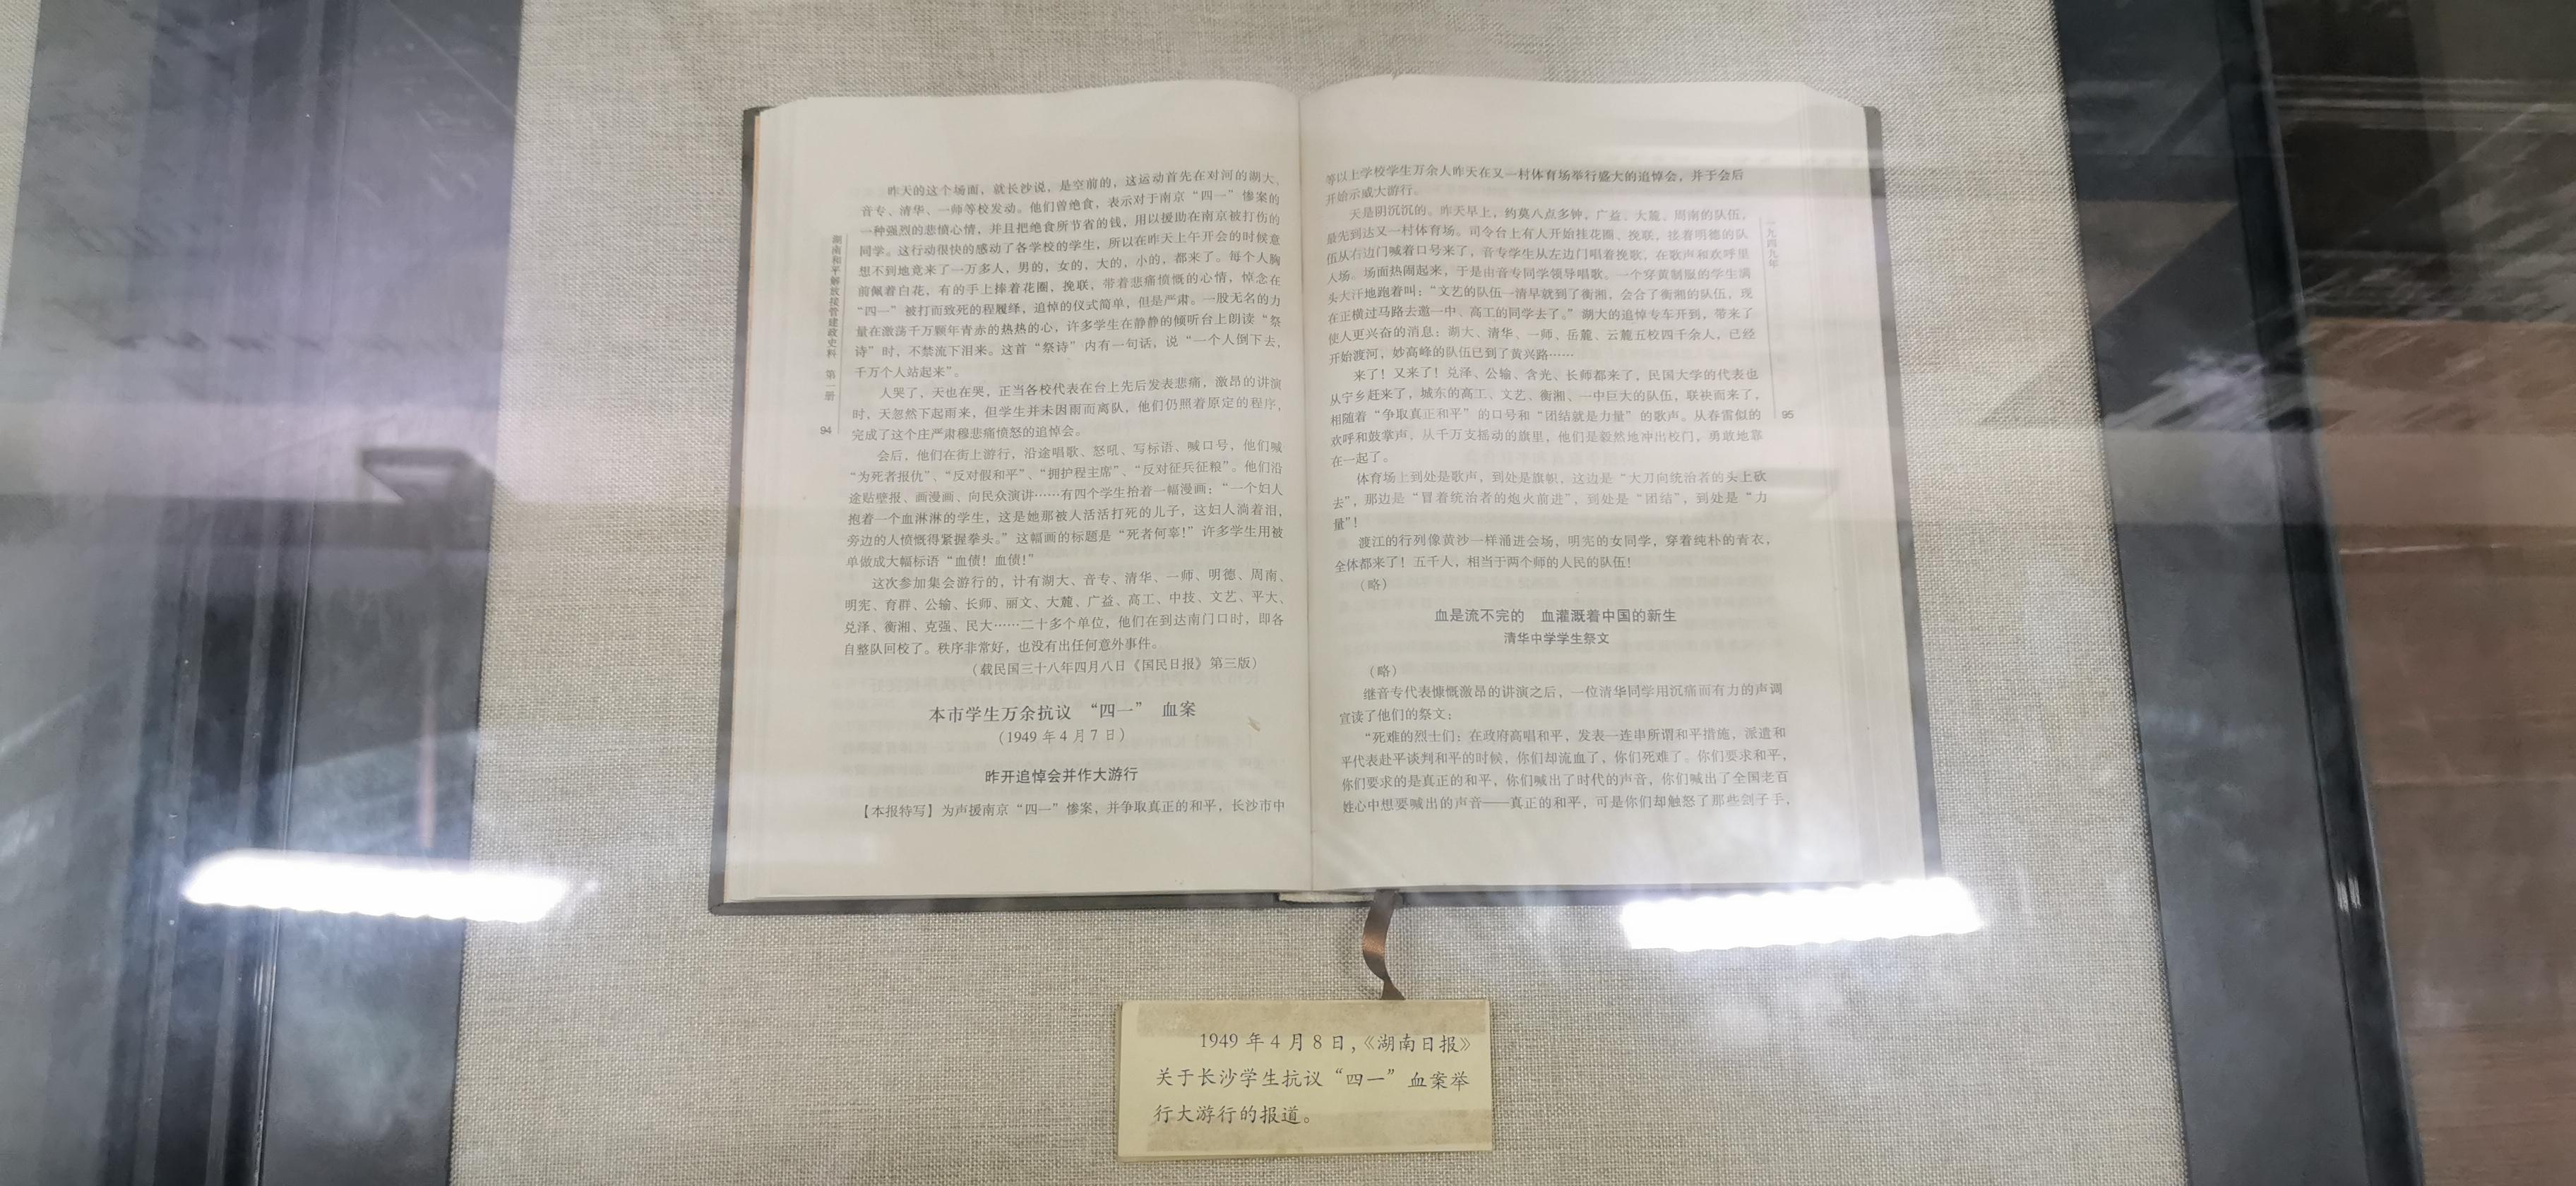 昨天的这个场面，就长沙说，是空前的，这运动首先在对河的湖大、
音专、清华、一师等校发动。他们曾绝食，表示对于南京“四一”惨案的
一种强烈的悲愤心情，并且把绝食所节省的钱，用以援助在南京被打伤的
同学。这行动很快的感动了各学校的学生，所以在昨天上午开会的时候意
想不到地竟来了一万多人，男的，女的，大的，小的，都来了。每个人胸
前佩着白花，有的手上捧着花圈，挽联，带着悲痛愤慨的心情，悼念在
“四一”被打而致死的程履绎，追悼的仪式简单，但是严肃。一股无名的力
量在激荡千万颗年青赤的热热的心，许多学生在静静的倾听台上朗读“祭
诗”时，不禁流下泪来。这首“祭诗”内有一句话，说“一个人倒下去，
千万个人站起来”。
人哭了，天也在哭，正当各校代表在台上先后发表悲痛，激昂的讲演
时，天忽然下起雨来，但学生并未因雨而离队，他们仍照着原定的程序，
完成了这个庄严肃穆悲痛愤怒的追悼会。
会后，他们在街上游行，沿途唱歌、怒吼、写标语、喊口号，他们喊
“为死者报仇”、“反对假和平”、“拥护程主席”、“反对征兵征粮”。他们沿
途贴壁报、画漫画、向民众演讲……有四个学生抬着一幅漫画：“一个妇人
抱着一个血淋淋的学生，这是她那被人活活打死的儿子，这妇人淌着泪，
旁边的人愤慨得紧握拳头。”这幅画的标题是“死者何辜！”许多学生用被
单做成大幅标语“血债！血债！”
这次参加集会游行的，计有湖大、音专、清华、一师、明德、周南、
明宪、育群、公输、长师、丽文、大麓、广益、高工、中技、文艺、平大、
兑泽、衡湘、克强、民大……二十多个单位，他们在到达南门口时，即各
自整队回校了。秩序非常好，也没有出任何意外事件。
（载民国三十八年四月八日《国民日报》第三版）
本市学生万余抗议 “四一” 血案
（1949 年 4 月 7 日）
昨开追悼会并作大游行
【本报特写】为声援南京“四一”惨案，并争取真正的和平，长沙市中
湖南和平解放接管建政史料 第一册
94
等以上学校学生万余人昨天在又一村体育场举行盛大的追悼会，并于会后
开始示威大游行。
天是阴沉沉的。昨天早上，约莫八点多钟，广益、大麓、周南的队伍，
最先到达又一村体育场。司令台上有人开始挂花圈、挽联，接着明德的队
伍从右边门喊着口号来了，音专学生从左边门唱着挽歌，在歌声和欢呼里
入场。场面热闹起来，于是由音专同学领导唱歌。一个穿黄制服的学生满
头大汗地跑着叫：“文艺的队伍一清早就到了衡湘，会合了衡湘的队伍，现
在正横过马路去邀一中、高工的同学去了。”湖大的追悼专车开到，带来了
使人更兴奋的消息：湖大、清华、一师、岳麓、云麓五校四千余人，已经
开始渡河，妙高峰的队伍已到了黄兴路……
来了！又来了！兑泽、公输、含光、长师都来了，民国大学的代表也
从宁乡赶来了，城东的高工、文艺、衡湘、一中巨大的队伍，联袂而来了，
相随着“争取真正和平”的口号和“团结就是力量”的歌声。从春雷似的
欢呼和鼓掌声，从千万支摇动的旗里，他们是毅然地冲出校门，勇敢地靠
在一起了。
体育场上到处是歌声，到处是旗帜，这边是“大刀向统治者的头上砍
去”，那边是“冒着统治者的炮火前进”，到处是“团结”，到处是“力
量”！
渡江的行列像黄沙一样涌进会场，明宪的女同学，穿着纯朴的青衣，
全体都来了！五千人，相当于两个师的人民的队伍！
（略）
血是流不完的 血灌溉着中国的新生
清华中学学生祭文
（略）
继音专代表慷慨激昂的讲演之后，一位清华同学用沉痛而有力的声调
宣读了他们的祭文：
“死难的烈士们：在政府高唱和平，发表一连串所谓和平措施，派遣和
平代表赴平谈判和平的时候，你们却流血了，你们死难了。你们要求和平，
你们要求的是真正的和平，你们喊出了时代的声音，你们喊出了全国老百
姓心中想要喊出的声音——真正的和平，可是你们却触怒了那些刽子手，
一九四九年
95
1949 年 4 月 8 日，《湖南日报》
关于长沙学生抗议“四一”血案举
行大游行的报道。